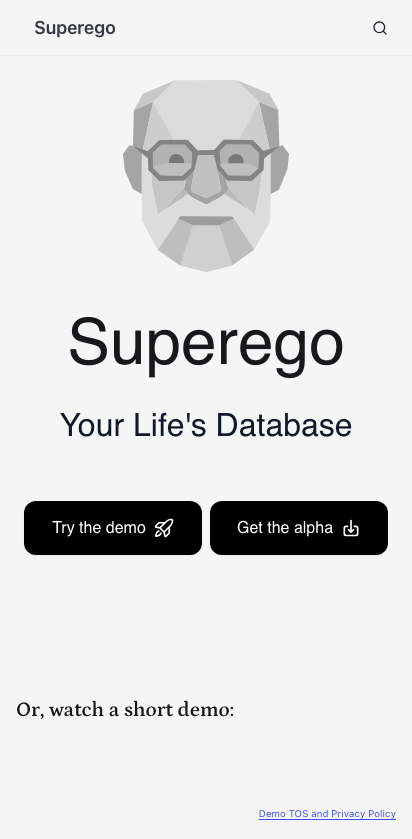 Superego
Superego
Your Life's Database
Try the demo
Get the alpha
Or, watch a short demo:
Demo TOS and Privacy Policy